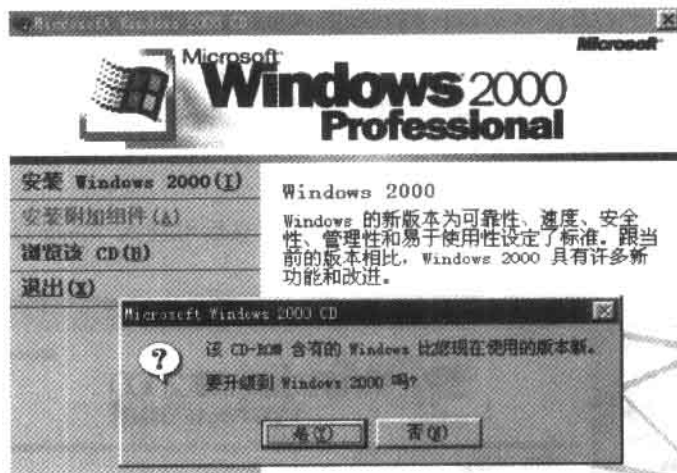 Microsoft Windows 2000 CD
Microsoft
Microsoft
Windows 2000
Professional
安装 Windows 2000(I)
安装附加组件(A)
浏览该 CD(B)
退出(X)
Windows 2000
Windows 的新版本为可靠性、速度、安全
性、管理性和易于使用性设定了标准。跟当
前的版本相比，Windows 2000 具有许多新
功能和改进。
Microsoft Windows 2000 CD
该 CD-ROM 含有的 Windows 比您现在使用的版本新。
要升级到 Windows 2000 吗?
是(Y)
否(N)